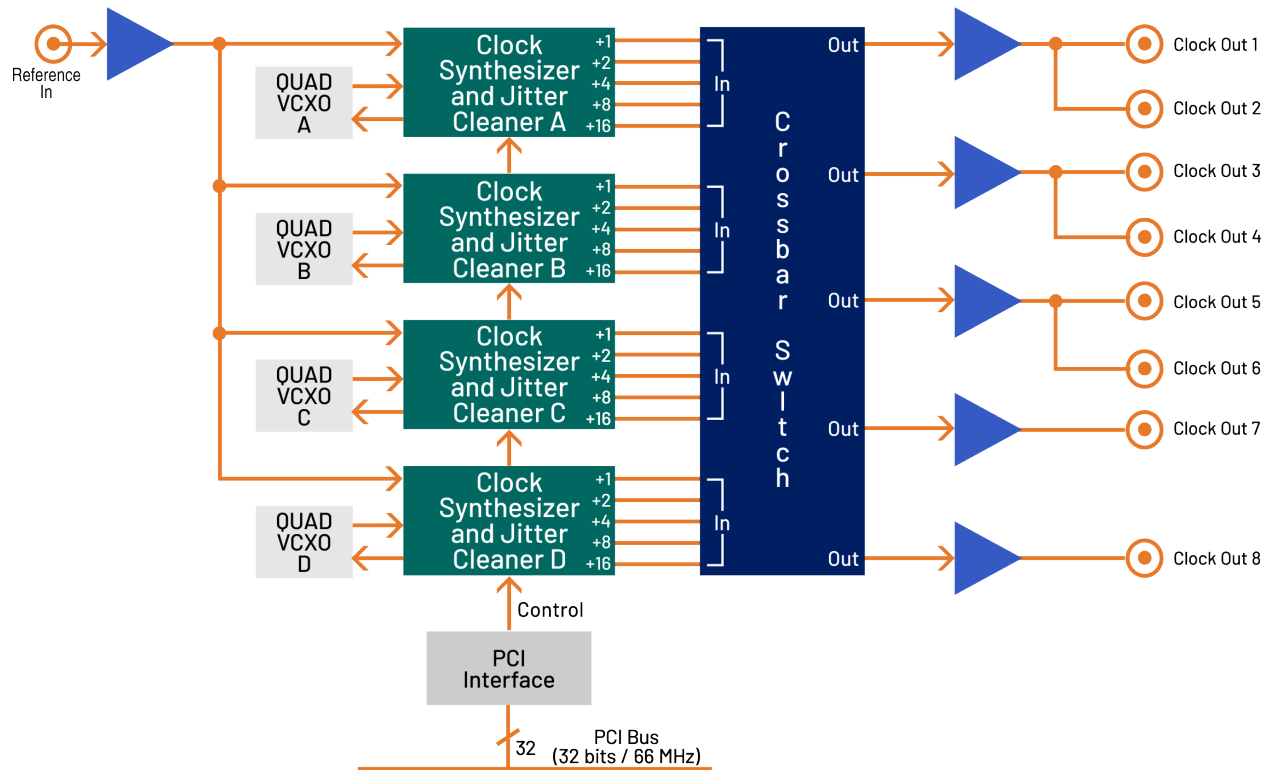 Reference
In
QUAD
VCXO
A
Clock
Synthesizer
and Jitter
Cleaner A
+1
+2
+4
+8
+16
In
QUAD
VCXO
B
Clock
Synthesizer
and Jitter
Cleaner B
+1
+2
+4
+8
+16
In
QUAD
VCXO
C
Clock
Synthesizer
and Jitter
Cleaner C
+1
+2
+4
+8
+16
In
QUAD
VCXO
D
Clock
Synthesizer
and Jitter
Cleaner D
+1
+2
+4
+8
+16
In
Crossbar SwItch
Out
Out
Out
Out
Out
Clock Out 1
Clock Out 2
Clock Out 3
Clock Out 4
Clock Out 5
Clock Out 6
Clock Out 7
Clock Out 8
Control
PCI
Interface
32
PCI Bus
(32 bits / 66 MHz)